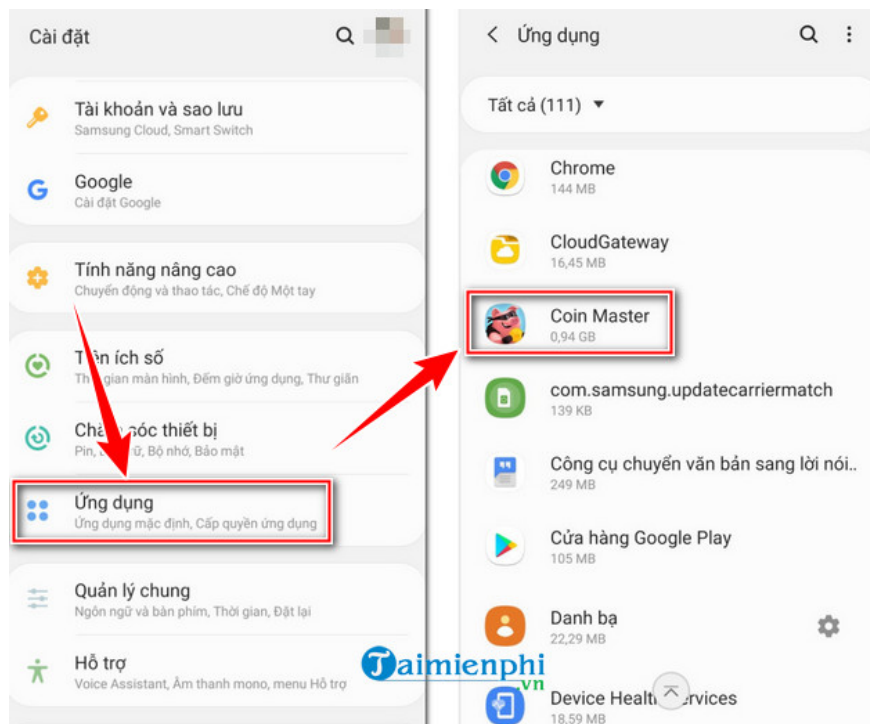 Cài đặt
Tài khoản và sao lưu
Samsung Cloud, Smart Switch
Google
Cài đặt Google
Tính năng nâng cao
Chuyển động và thao tác, Chế độ Một tay
ện ích số
gian màn hình, Đếm giờ ứng dụng, Thư giãn
sóc thiết bị
Pin, Bộ nhớ, Bảo mật
Ứng dụng
Ứng dụng mặc định, Cấp quyền ứng dụng
Quản lý chung
Ngôn ngữ và bàn phím, Thời gian, Đặt lại
Hỗ trợ
Voice Assistant, Âm thanh mono, menu Hỗ trợ
Ứng dụng
Tất cả (111)
Chrome
144 MB
CloudGateway
16,45 MB
Coin Master
0,94 GB
com.samsung.updatecarriermatch
139 KB
Công cụ chuyển văn bản sang lời nói..
249 MB
Cửa hàng Google Play
105 MB
Danh bạ
22,29 MB
Device Healt rvices
18,59 MB
Taimienphi
.vn